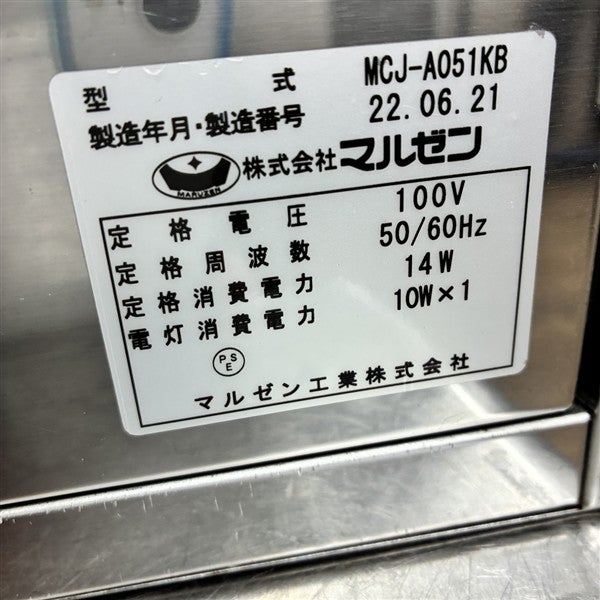 型式 MCJ-A051KB
製造年月・製造番号 22.06.21
MARUZEN 株式会社マルゼン
定格電圧 100V
定格周波数 50/60Hz
定格消費電力 14W
電灯消費電力 10W×1
PSE
マルゼン工業株式会社